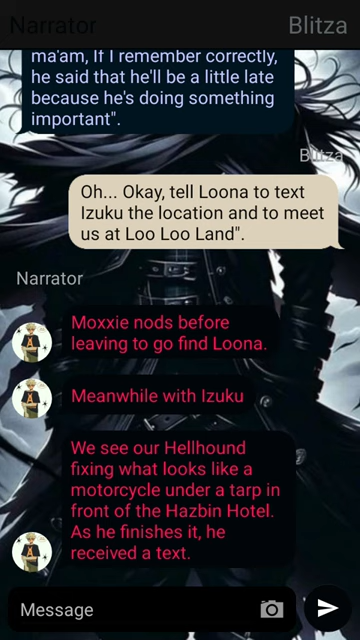 Narrator
Blitza
ma'am, If I remember correctly,
he said that he'll be a little late
because he's doing something
important".
Blitza
Oh... Okay, tell Loona to text
Izuku the location and to meet
us at Loo Loo Land".
Narrator
Moxxie nods before
leaving to go find Loona.
Meanwhile with Izuku
We see our Hellhound
fixing what looks like a
motorcycle under a tarp in
front of the Hazbin Hotel.
As he finishes it, he
received a text.
Message